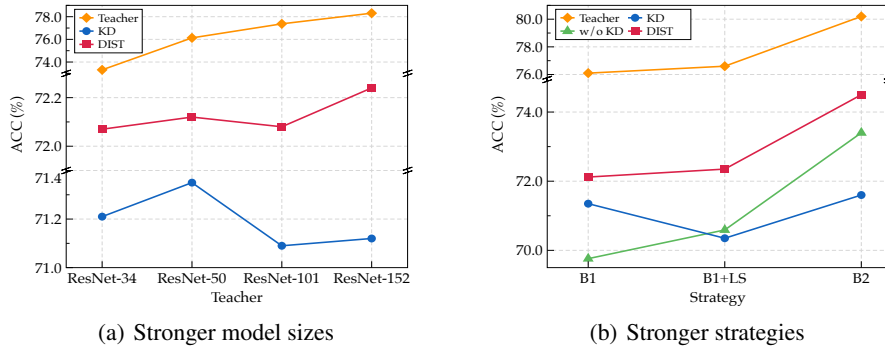 78.0
76.0
74.0
72.2
72.0
71.4
71.2
71.0
ACC (%)
Teacher
KD
DIST
ResNet-34 ResNet-50 ResNet-101 ResNet-152
Teacher
(a) Stronger model sizes
80.0
78.0
76.0
74.0
72.0
70.0
ACC (%)
Teacher KD
w/o KD DIST
B1 B1+LS B2
Strategy
(b) Stronger strategies